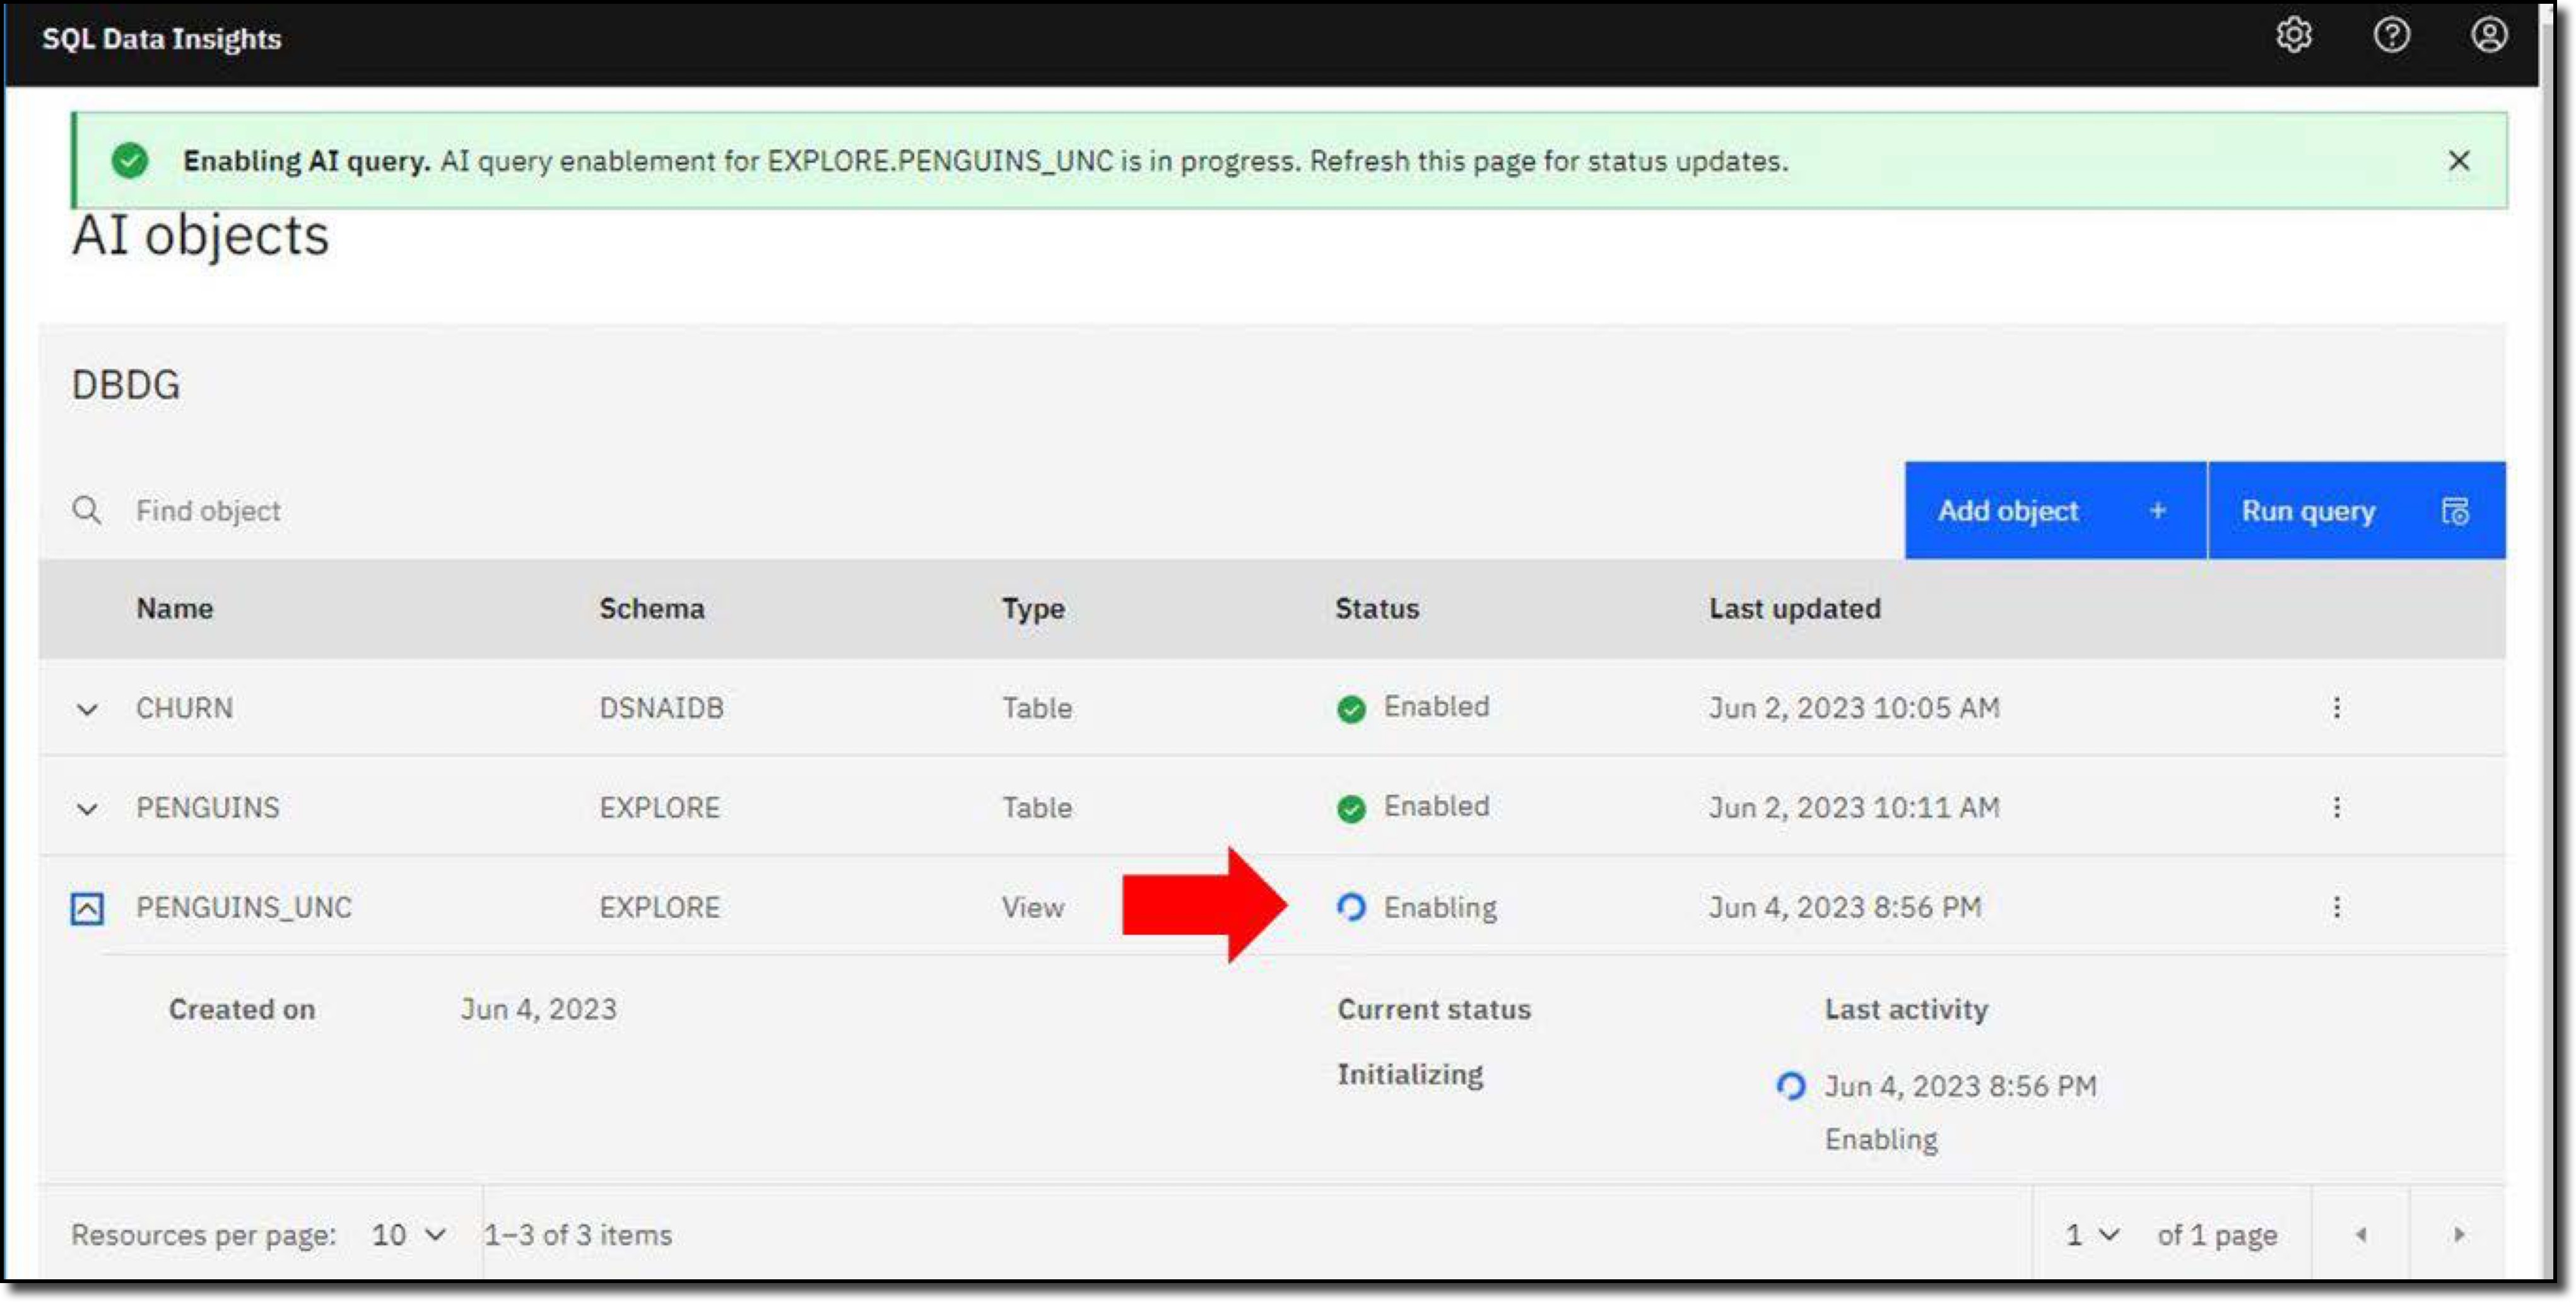 SQL Data Insights
Enabling AI query. AI query enablement for EXPLORE.PENGUINS_UNC is in progress. Refresh this page for status updates.
AI objects
DBDG
Find object
Add object + Run query
Name Schema Type Status Last updated
CHURN DSNAIDB Table Enabled Jun 2, 2023 10:05 AM
PENGUINS EXPLORE Table Enabled Jun 2, 2023 10:11 AM
PENGUINS_UNC EXPLORE View Enabling Jun 4, 2023 8:56 PM
Created on Jun 4, 2023 Current status Last activity
Initializing Jun 4, 2023 8:56 PM
Enabling
Resources per page: 10 1–3 of 3 items 1 of 1 page